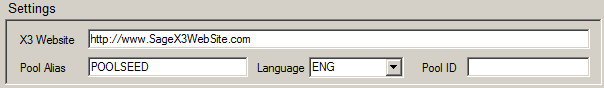 Settings
X3 Website http://www.SageX3WebSite.com
Pool Alias POOLSEED Language ENG Pool ID